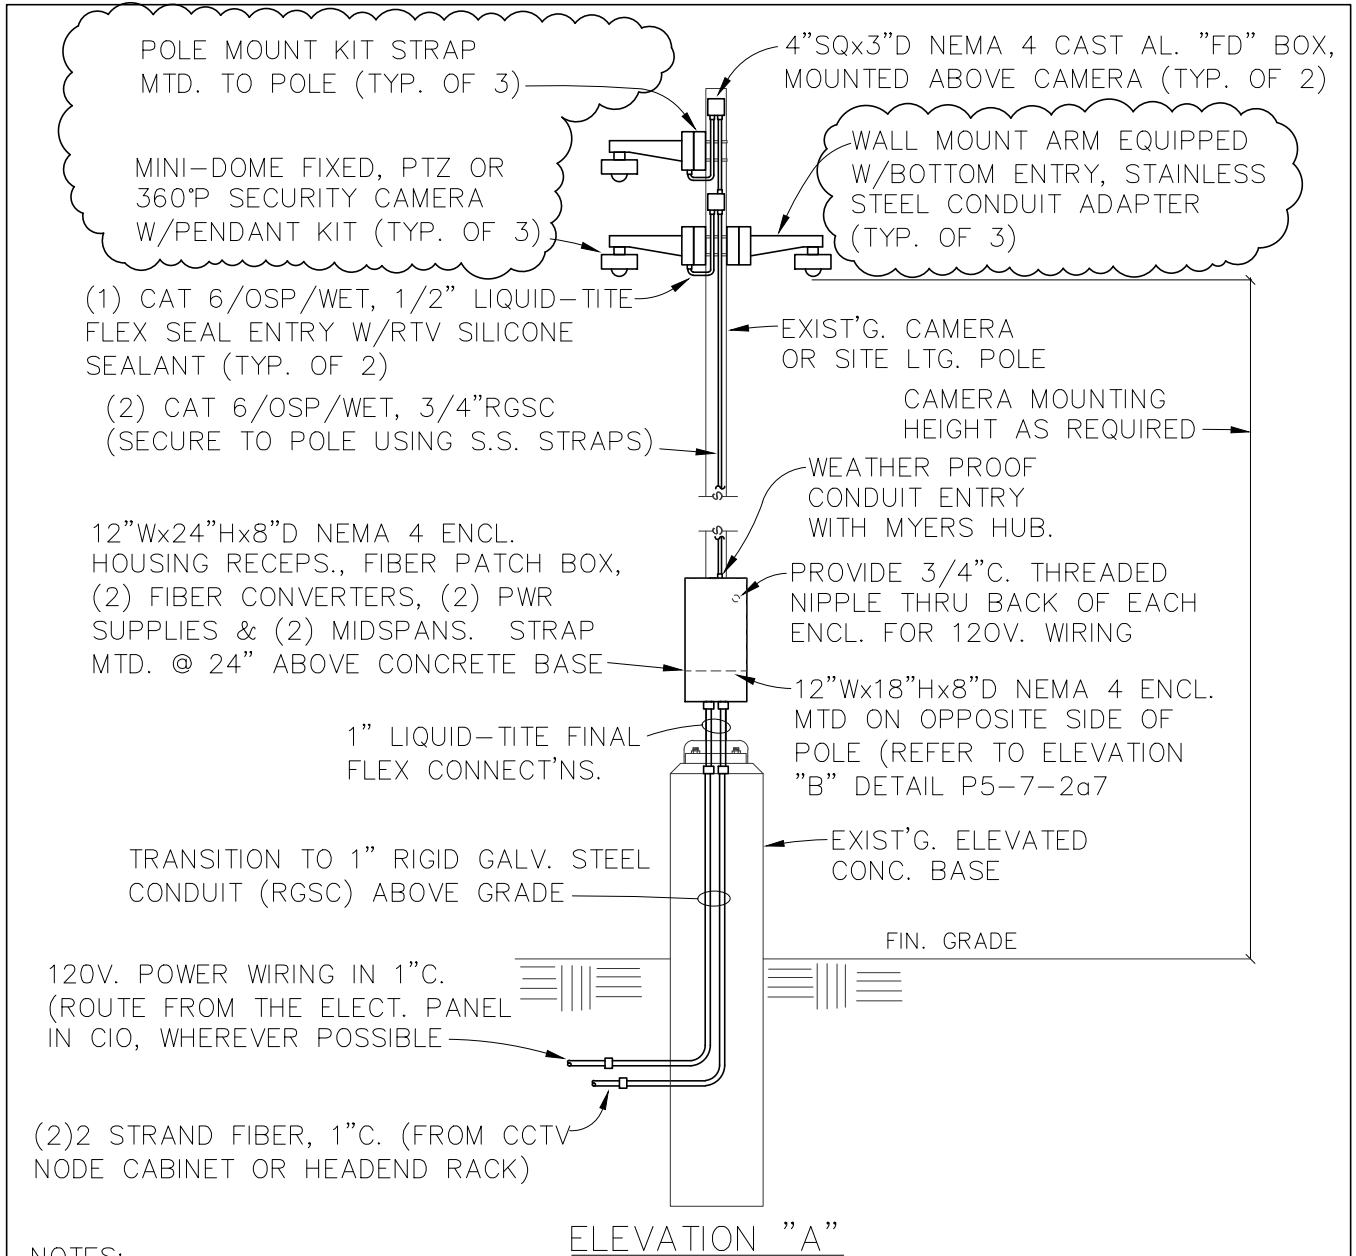 POLE MOUNT KIT STRAP
MTD. TO POLE (TYP. OF 3)
MINI-DOME FIXED, PTZ OR
360°P SECURITY CAMERA
W/PENDANT KIT (TYP. OF 3)
4"SQx3"D NEMA 4 CAST AL. "FD" BOX,
MOUNTED ABOVE CAMERA (TYP. OF 2)
WALL MOUNT ARM EQUIPPED
W/BOTTOM ENTRY, STAINLESS
STEEL CONDUIT ADAPTER
(TYP. OF 3)
(1) CAT 6/OSP/WET, 1/2" LIQUID-TITE
FLEX SEAL ENTRY W/RTV SILICONE
SEALANT (TYP. OF 2)
EXIST'G. CAMERA
OR SITE LTG. POLE
(2) CAT 6/OSP/WET, 3/4"RGSC
(SECURE TO POLE USING S.S. STRAPS)
CAMERA MOUNTING
HEIGHT AS REQUIRED
WEATHER PROOF
CONDUIT ENTRY
WITH MYERS HUB.
12"Wx24"Hx8"D NEMA 4 ENCL.
HOUSING RECEPS., FIBER PATCH BOX,
(2) FIBER CONVERTERS, (2) PWR
SUPPLIES & (2) MIDSPANS. STRAP
MTD. @ 24" ABOVE CONCRETE BASE
PROVIDE 3/4"C. THREADED
NIPPLE THRU BACK OF EACH
ENCL. FOR 120V. WIRING
12"Wx18"Hx8"D NEMA 4 ENCL.
MTD ON OPPOSITE SIDE OF
POLE (REFER TO ELEVATION
"B" DETAIL P5-7-2a7
1" LIQUID-TITE FINAL
FLEX CONNECT'NS.
EXIST'G. ELEVATED
CONC. BASE
TRANSITION TO 1" RIGID GALV. STEEL
CONDUIT (RGSC) ABOVE GRADE
FIN. GRADE
120V. POWER WIRING IN 1"C.
(ROUTE FROM THE ELECT. PANEL
IN CIO, WHEREVER POSSIBLE
(2)2 STRAND FIBER, 1"C. (FROM CCTV
NODE CABINET OR HEADEND RACK)
ELEVATION "A"
NOTES: